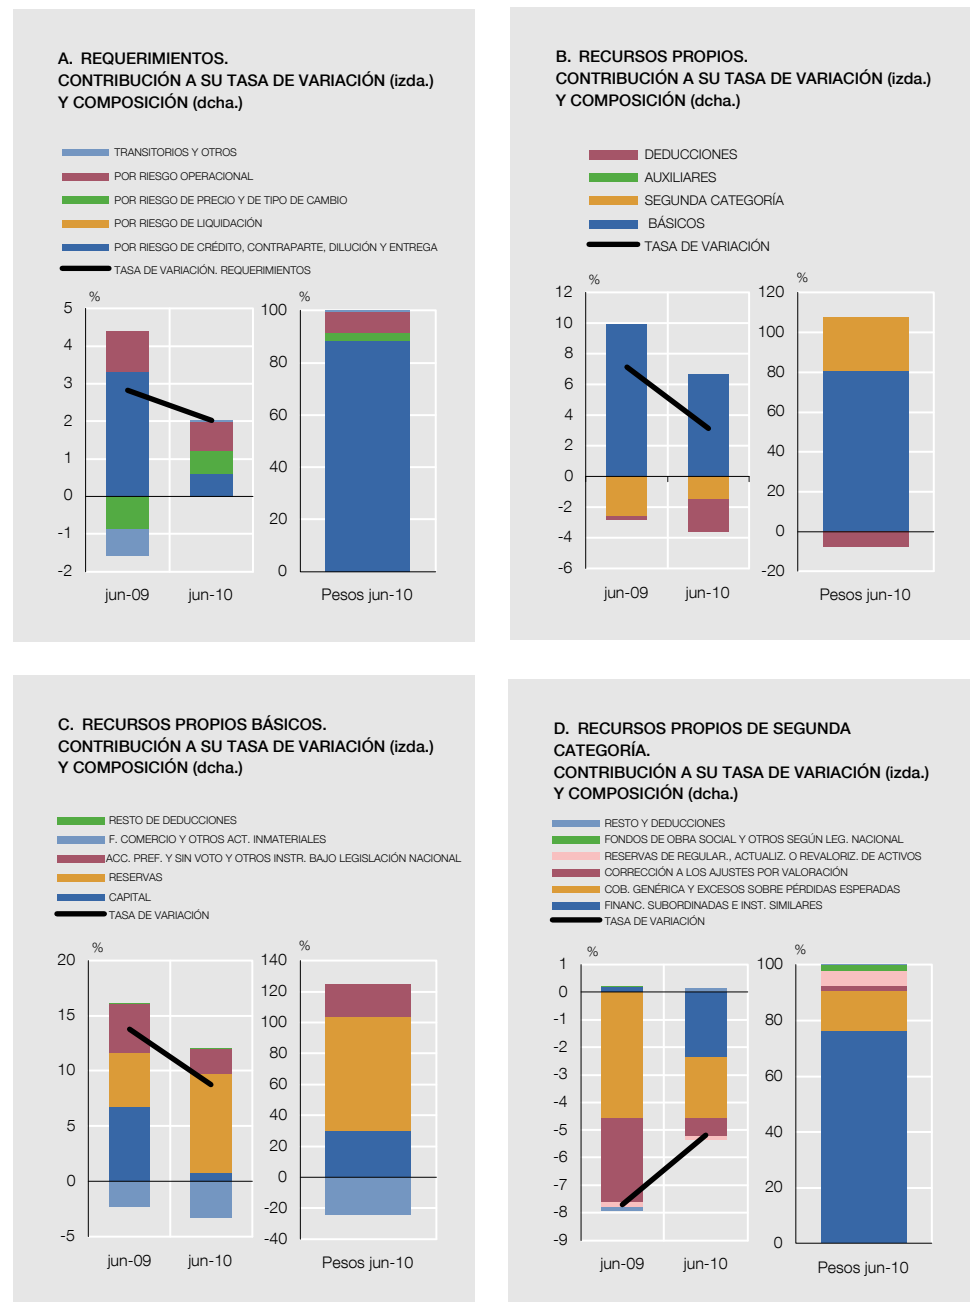 A. REQUERIMIENTOS.
CONTRIBUCIÓN A SU TASA DE VARIACIÓN (izda.)
Y COMPOSICIÓN (dcha.)
TRANSITORIOS Y OTROS
POR RIESGO OPERACIONAL
POR RIESGO DE PRECIO Y DE TIPO DE CAMBIO
POR RIESGO DE LIQUIDACIÓN
POR RIESGO DE CRÉDITO, CONTRAPARTE, DILUCIÓN Y ENTREGA
TASA DE VARIACIÓN. REQUERIMIENTOS
%
5
4
3
2
1
0
-1
-2
jun-09 jun-10
%
100
80
60
40
20
0
Pesos jun-10
B. RECURSOS PROPIOS.
CONTRIBUCIÓN A SU TASA DE VARIACIÓN (izda.)
Y COMPOSICIÓN (dcha.)
DEDUCCIONES
AUXILIARES
SEGUNDA CATEGORÍA
BÁSICOS
TASA DE VARIACIÓN
%
12
10
8
6
4
2
0
-2
-4
-6
jun-09 jun-10
%
120
100
80
60
40
20
0
-20
Pesos jun-10
C. RECURSOS PROPIOS BÁSICOS.
CONTRIBUCIÓN A SU TASA DE VARIACIÓN (izda.)
Y COMPOSICIÓN (dcha.)
RESTO DE DEDUCCIONES
F. COMERCIO Y OTROS ACT. INMATERIALES
ACC. PREF. Y SIN VOTO Y OTROS INSTR. BAJO LEGISLACIÓN NACIONAL
RESERVAS
CAPITAL
TASA DE VARIACIÓN
%
20
15
10
5
0
-5
jun-09 jun-10
%
140
120
100
80
60
40
20
0
-20
-40
Pesos jun-10
D. RECURSOS PROPIOS DE SEGUNDA
CATEGORÍA.
CONTRIBUCIÓN A SU TASA DE VARIACIÓN (izda.)
Y COMPOSICIÓN (dcha.)
RESTO Y DEDUCCIONES
FONDOS DE OBRA SOCIAL Y OTROS SEGÚN LEG. NACIONAL
RESERVAS DE REGULAR., ACTUALIZ. O REVALORIZ. DE ACTIVOS
CORRECCIÓN A LOS AJUSTES POR VALORACIÓN
COB. GENÉRICA Y EXCESOS SOBRE PÉRDIDAS ESPERADAS
FINANC. SUBORDINADAS E INST. SIMILARES
TASA DE VARIACIÓN
%
1
0
-1
-2
-3
-4
-5
-6
-7
-8
-9
jun-09 jun-10
%
100
80
60
40
20
0
Pesos jun-10